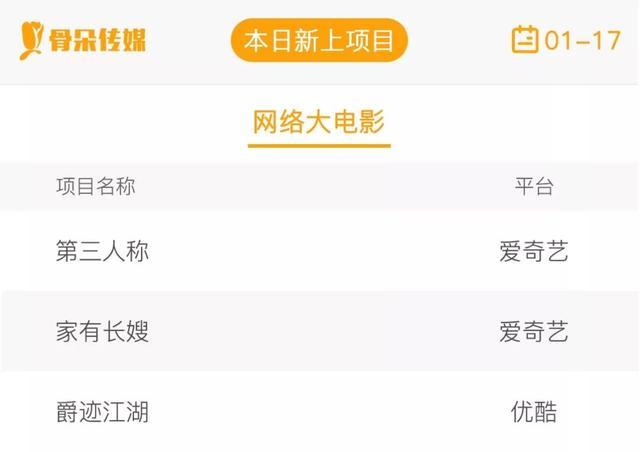 骨朵传媒 本日新上项目 01-17
网络大电影
项目名称 平台
第三人称 爱奇艺
家有长嫂 爱奇艺
爵迹江湖 优酷